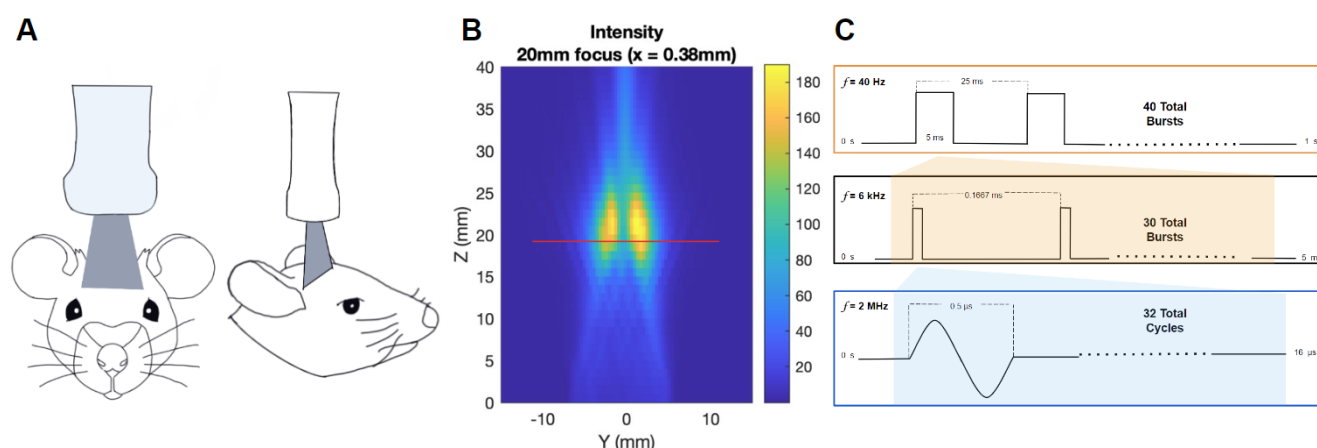 A
B
C
Intensity
20mm focus (x = 0.38mm)
40
35
30
25
20
15
10
5
0
Z (mm)
-10 0 10
Y (mm)
180
160
140
120
100
80
60
40
20
f = 40 Hz
25 ms
40 Total
Bursts
0 s
5 ms
1 s
f = 6 kHz
0.1667 ms
30 Total
Bursts
0 s
5 ms
f = 2 MHz
0.5 µs
32 Total
Cycles
0 s
16 µs